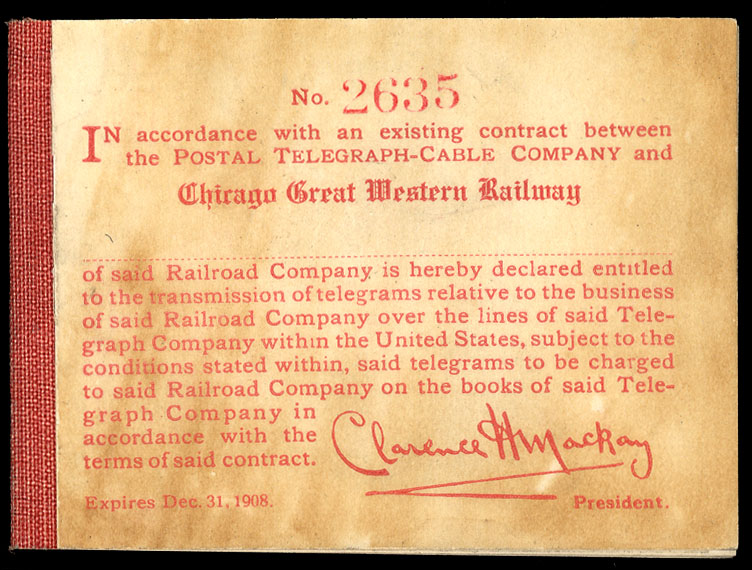 No. 2635
IN accordance with an existing contract between
the POSTAL TELEGRAPH-CABLE COMPANY and
Chicago Great Western Railway
of said Railroad Company is hereby declared entitled
to the transmission of telegrams relative to the business
of said Railroad Company over the lines of said Tele-
graph Company within the United States, subject to the
conditions stated within, said telegrams to be charged
to said Railroad Company on the books of said Tele-
graph Company in
accordance with the
terms of said contract.
Clarence H Mackay
Expires Dec. 31, 1908.
President.